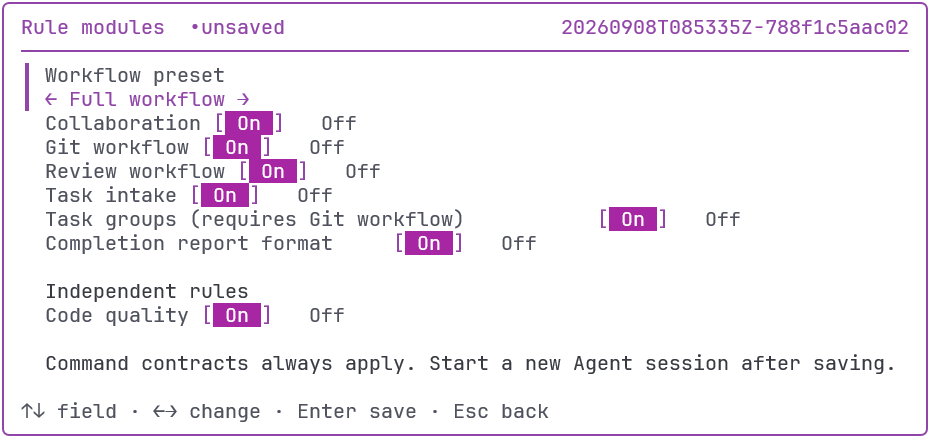 Rule modules  •unsaved  20260908T085335Z-788f1c5aac02
Workflow preset
← Full workflow →
Collaboration [ On ]   Off
Git workflow [ On ]   Off
Review workflow [ On ]   Off
Task intake [ On ]   Off
Task groups (requires Git workflow)           [ On ]   Off
Completion report format     [ On ]   Off
Independent rules
Code quality [ On ]   Off
Command contracts always apply. Start a new Agent session after saving.
↑↓ field · ←→ change · Enter save · Esc back